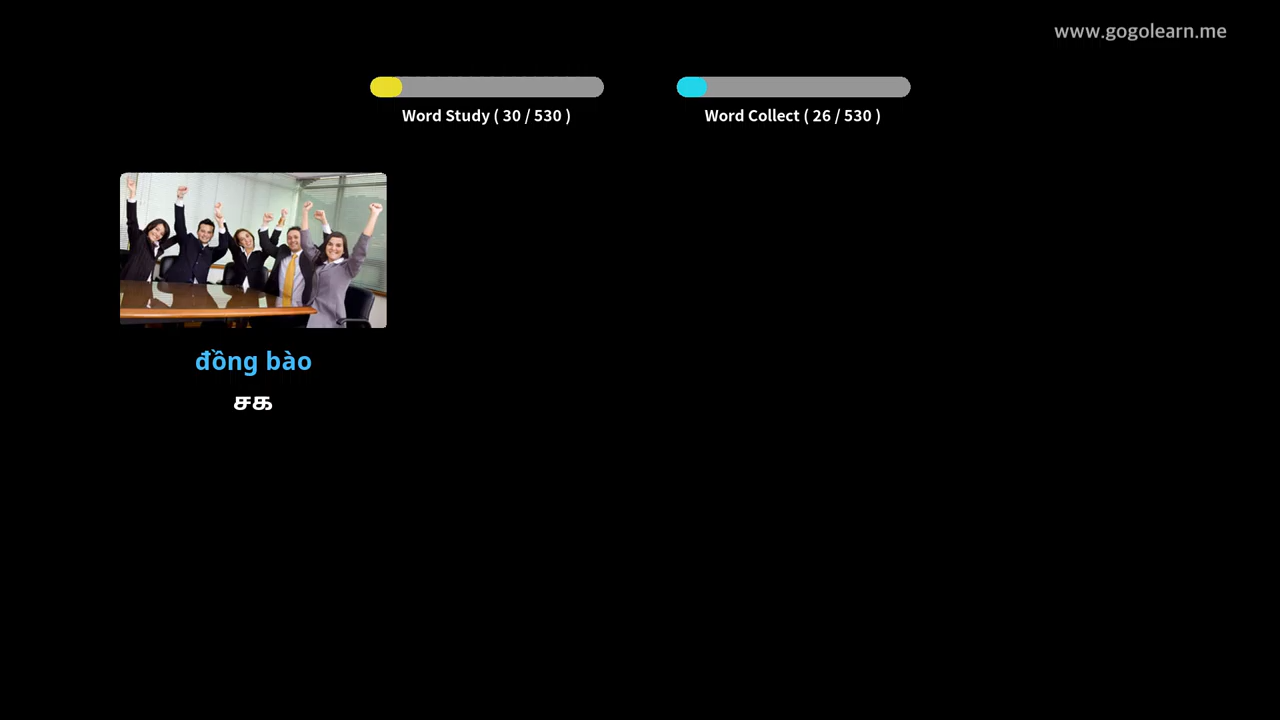 www.gogolearn.me
Word Study ( 30 / 530 )
Word Collect ( 26 / 530 )
đồng bào
சக